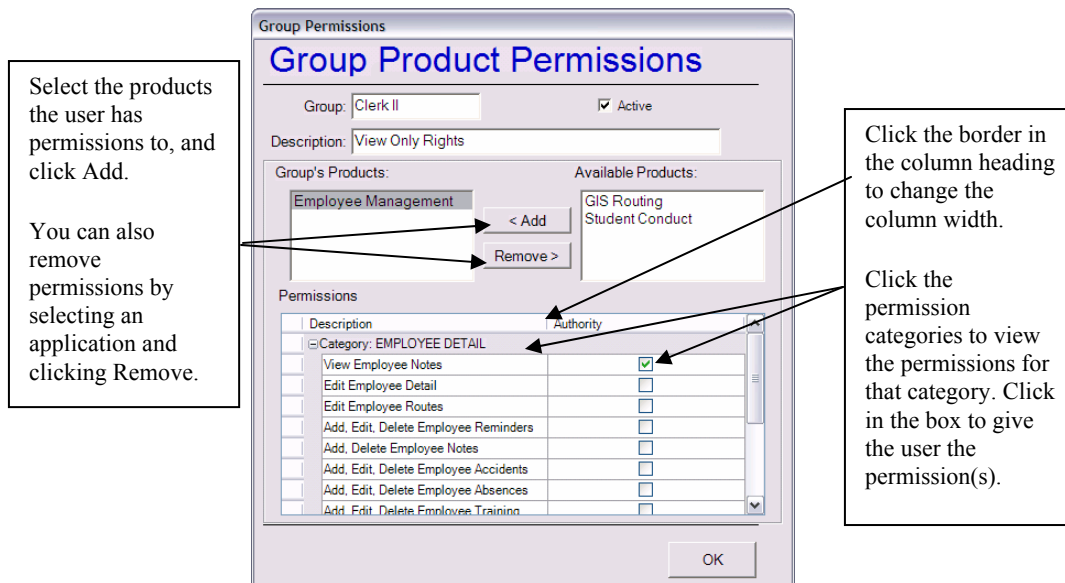 Group Permissions
Group Product Permissions
Select the products
the user has
permissions to, and
click Add.
You can also
remove
permissions by
selecting an
application and
clicking Remove.
Group: Clerk II
Active
Description: View Only Rights
Group's Products:
Available Products:
Employee Management
GIS Routing
Student Conduct
< Add
Remove >
Permissions
Description Authority
Category: EMPLOYEE DETAIL
View Employee Notes
Edit Employee Detail
Edit Employee Routes
Add, Edit, Delete Employee Reminders
Add, Delete Employee Notes
Add, Edit, Delete Employee Accidents
Add, Edit, Delete Employee Absences
Add, Edit, Delete Employee Training
OK
Click the border in
the column heading
to change the
column width.
Click the
permission
categories to view
the permissions for
that category. Click
in the box to give
the user the
permission(s).